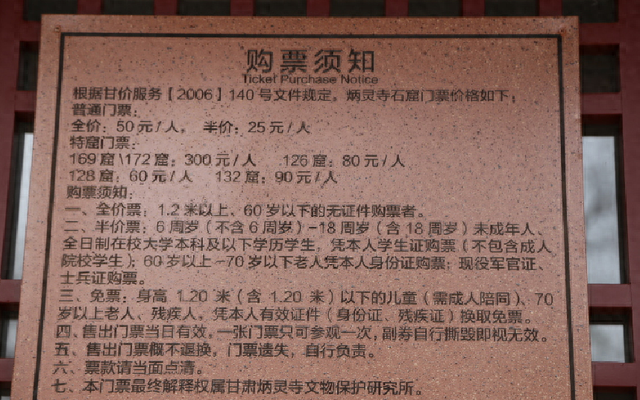 购票须知
Ticket Purchase Notice
根据甘价服务【2006】140号文件规定，炳灵寺石窟门票价格如下；
普通门票：
全价：50元/人， 半价：25元/人
特窟门票：
169窟\172窟：300元/人 126窟：80元/人
128窟：60元/人 132窟：90元/人
购票须知：
一、全价票：1.2米以上、60岁以下的无证件购票者。
二、半价票：6周岁（不含6周岁）-18周岁（含18周岁）未成年人、
全日制在校大学本科及以下学历学生，凭本人学生证购票（不包含成人
院校学生）；60岁以上-70岁以下老人凭本人身份证购票；现役军官证、
士兵证购票。
三、免票：身高1.20米（含1.20米）以下的儿童（需成人陪同）、70
岁以上老人、残疾人，凭本人有效证件（身份证、残疾证）换取免票。
四、售出门票当日有效，一张门票只可参观一次，副券自行撕毁即视无效。
五、售出门票概不退换，门票遗失，自行负责。
六、票款请当面点清。
七、本门票最终解释权属甘肃炳灵寺文物保护研究所。